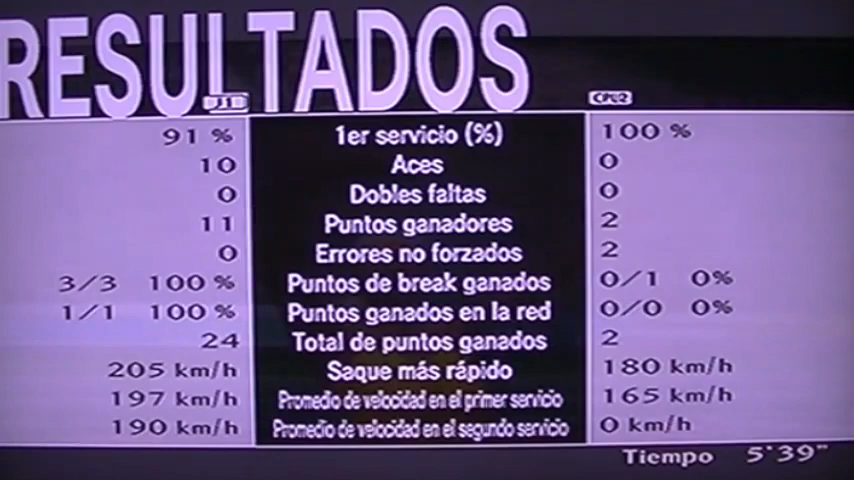 RESULTADOS
J1 CPU2
91 % 1er servicio (%) 100 %
10 Aces 0
0 Dobles faltas 0
11 Puntos ganadores 2
0 Errores no forzados 2
3/3 100 % Puntos de break ganados 0/1 0%
1/1 100 % Puntos ganados en la red 0/0 0%
24 Total de puntos ganados 2
205 km/h Saque más rápido 180 km/h
197 km/h Promedio de velocidad en el primer servicio 165 km/h
190 km/h Promedio de velocidad en el segundo servicio 0 km/h
Tiempo 5'39"